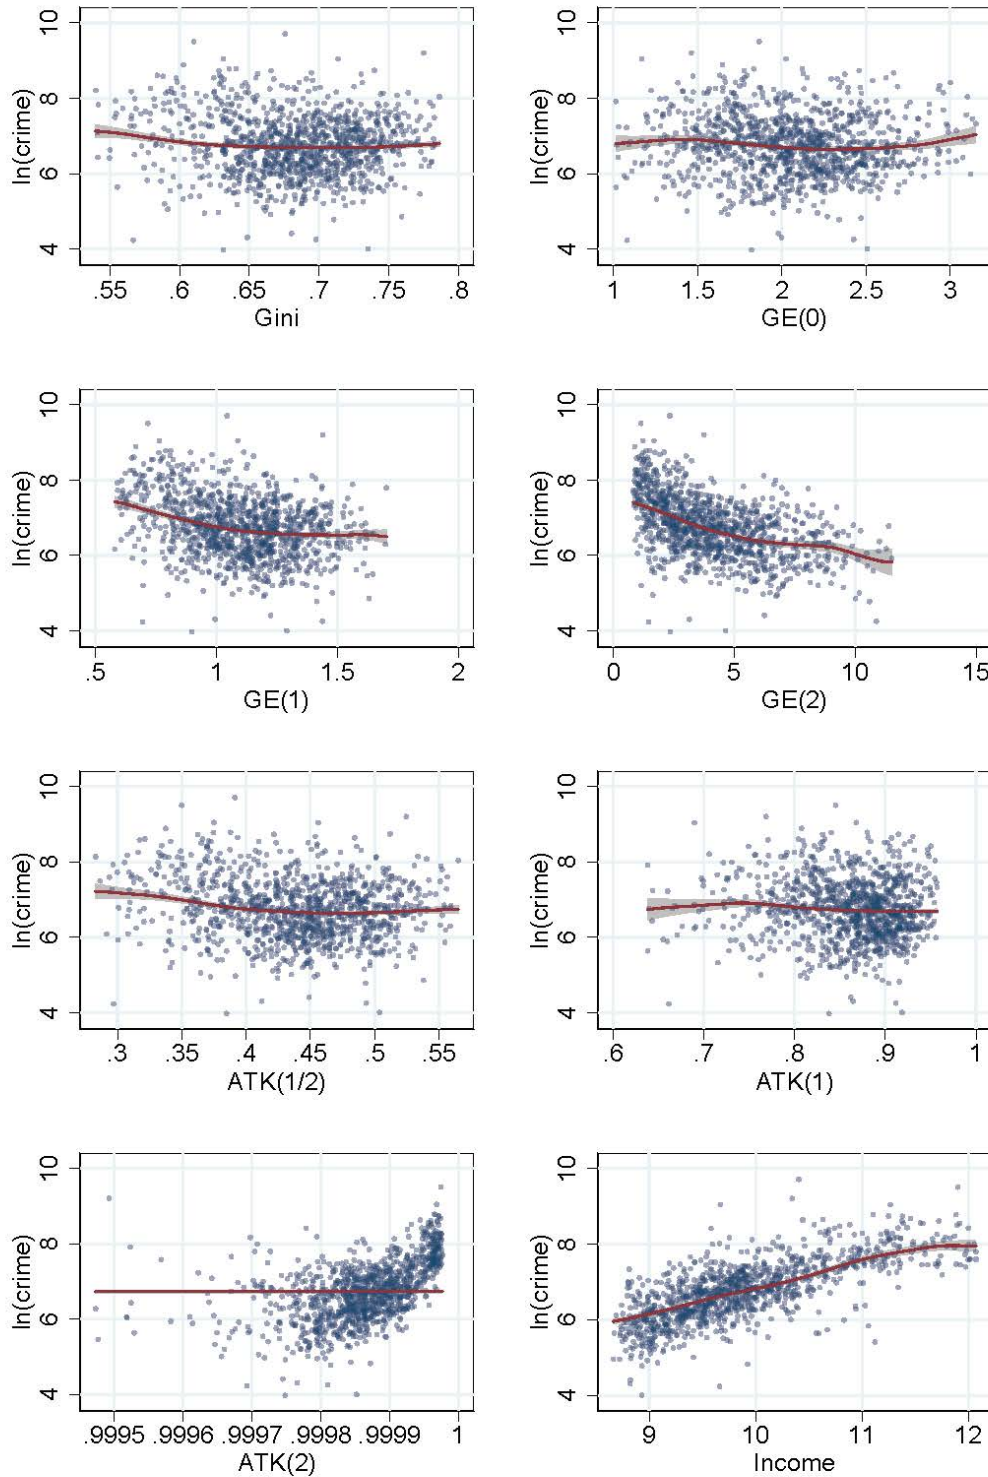 ln(crime)
10
8
6
4
.55 .6 .65 .7 .75 .8
Gini
ln(crime)
10
8
6
4
1 1.5 2 2.5 3
GE(0)
ln(crime)
10
8
6
4
.5 1 1.5 2
GE(1)
ln(crime)
10
8
6
4
0 5 10 15
GE(2)
ln(crime)
10
8
6
4
.3 .35 .4 .45 .5 .55
ATK(1/2)
ln(crime)
10
8
6
4
.6 .7 .8 .9 1
ATK(1)
ln(crime)
10
8
6
4
.9995 .9996 .9997 .9998 .9999 1
ATK(2)
ln(crime)
10
8
6
4
9 10 11 12
Income